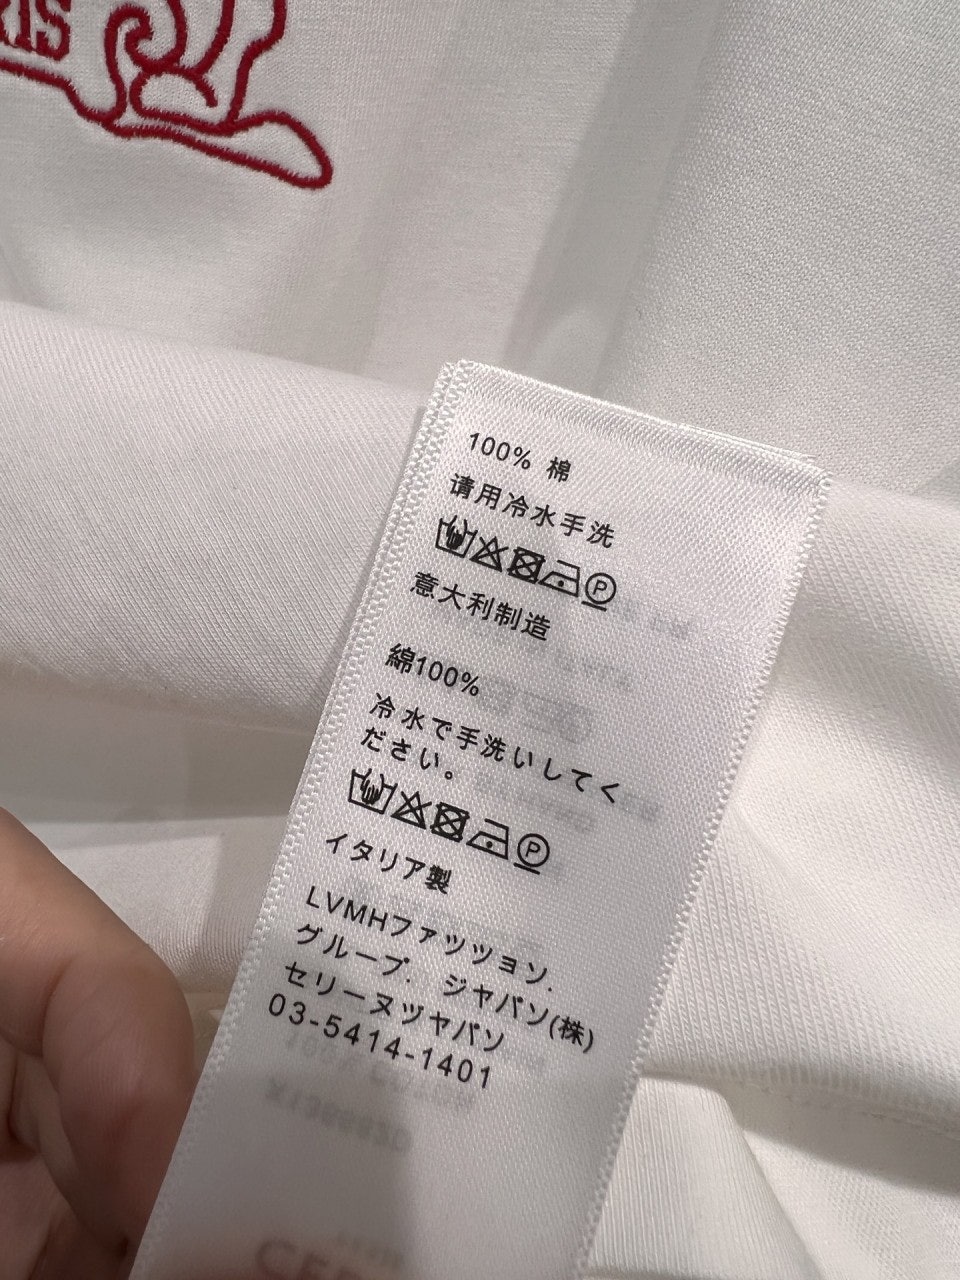 100% 棉
请用冷水手洗
P
意大利制造
綿100%
冷水で手洗いしてく
ださい。
P
イタリア製
LVMHファッツョン.
グループ. ジャパン(株)
セリーヌツャパン
03-5414-1401